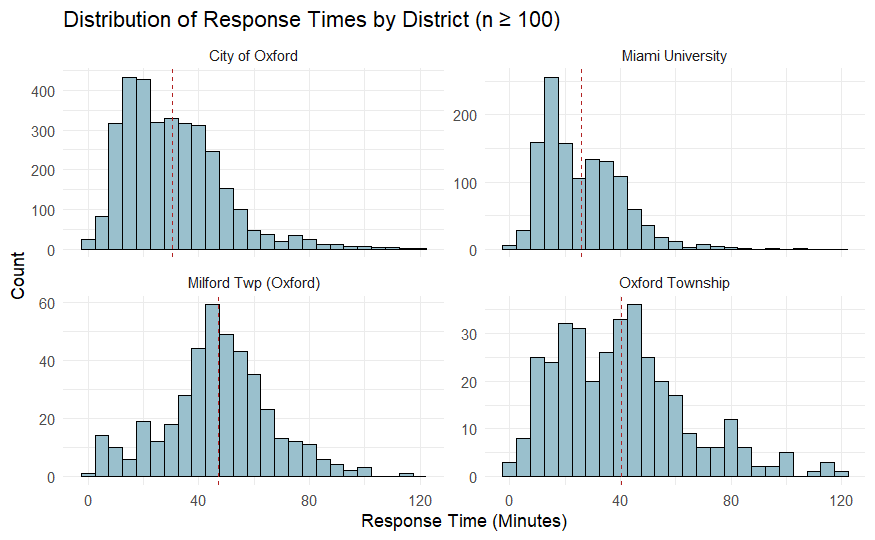 Distribution of Response Times by District (n ≥ 100)
City of Oxford
Miami University
400
300
200
100
0
200
100
0
Count
Milford Twp (Oxford)
Oxford Township
60
40
20
0
30
20
10
0
0 40 80 120
0 40 80 120
Response Time (Minutes)